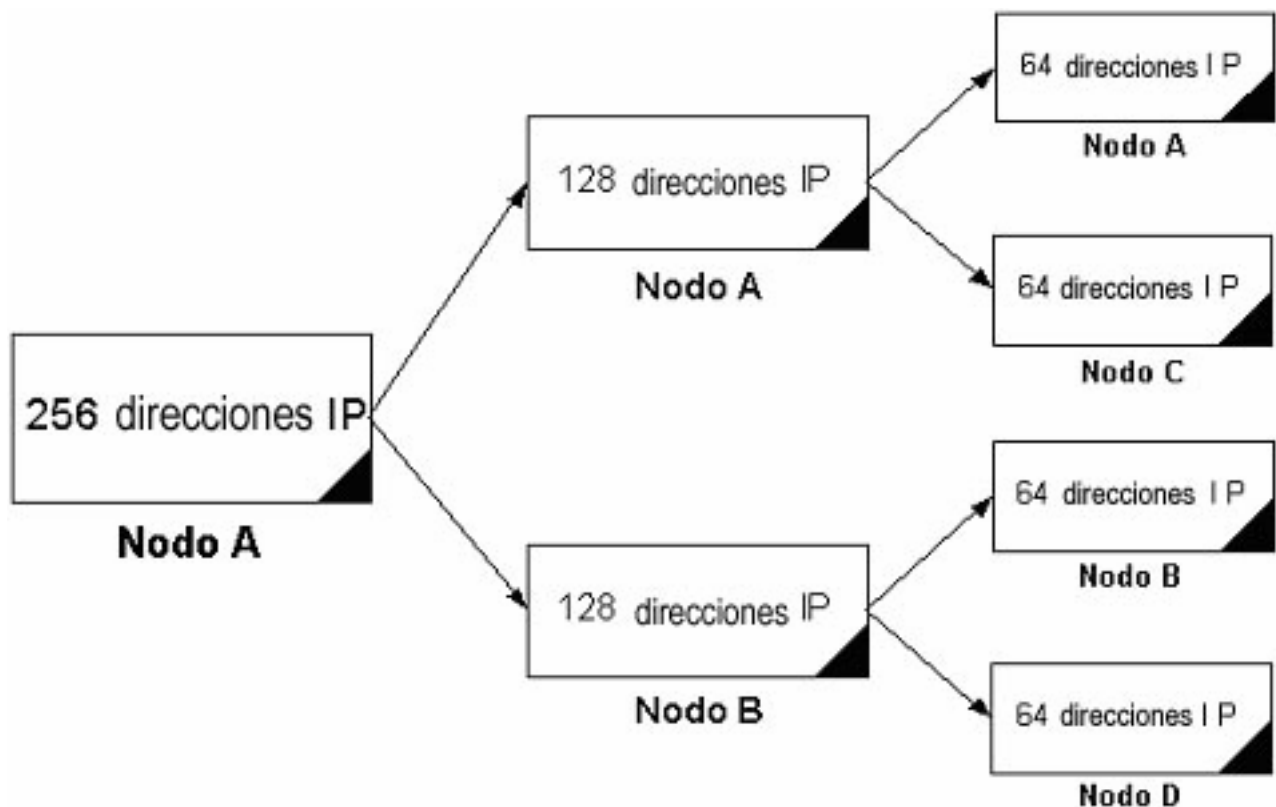 256 direcciones IP
Nodo A
128 direcciones IP
Nodo A
128 direcciones IP
Nodo B
64 direcciones I P
Nodo A
64 direcciones I P
Nodo C
64 direcciones I P
Nodo B
64 direcciones I P
Nodo D